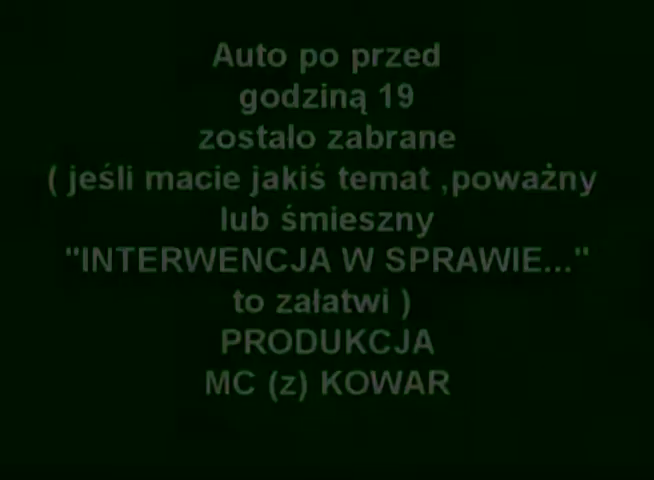 Auto po przed
godziną 19
zostalo zabrane
( jeśli macie jakiś temat ,poważny
lub śmieszny
"INTERWENCJA W SPRAWIE..."
to załatwi )
PRODUKCJA
MC (z) KOWAR